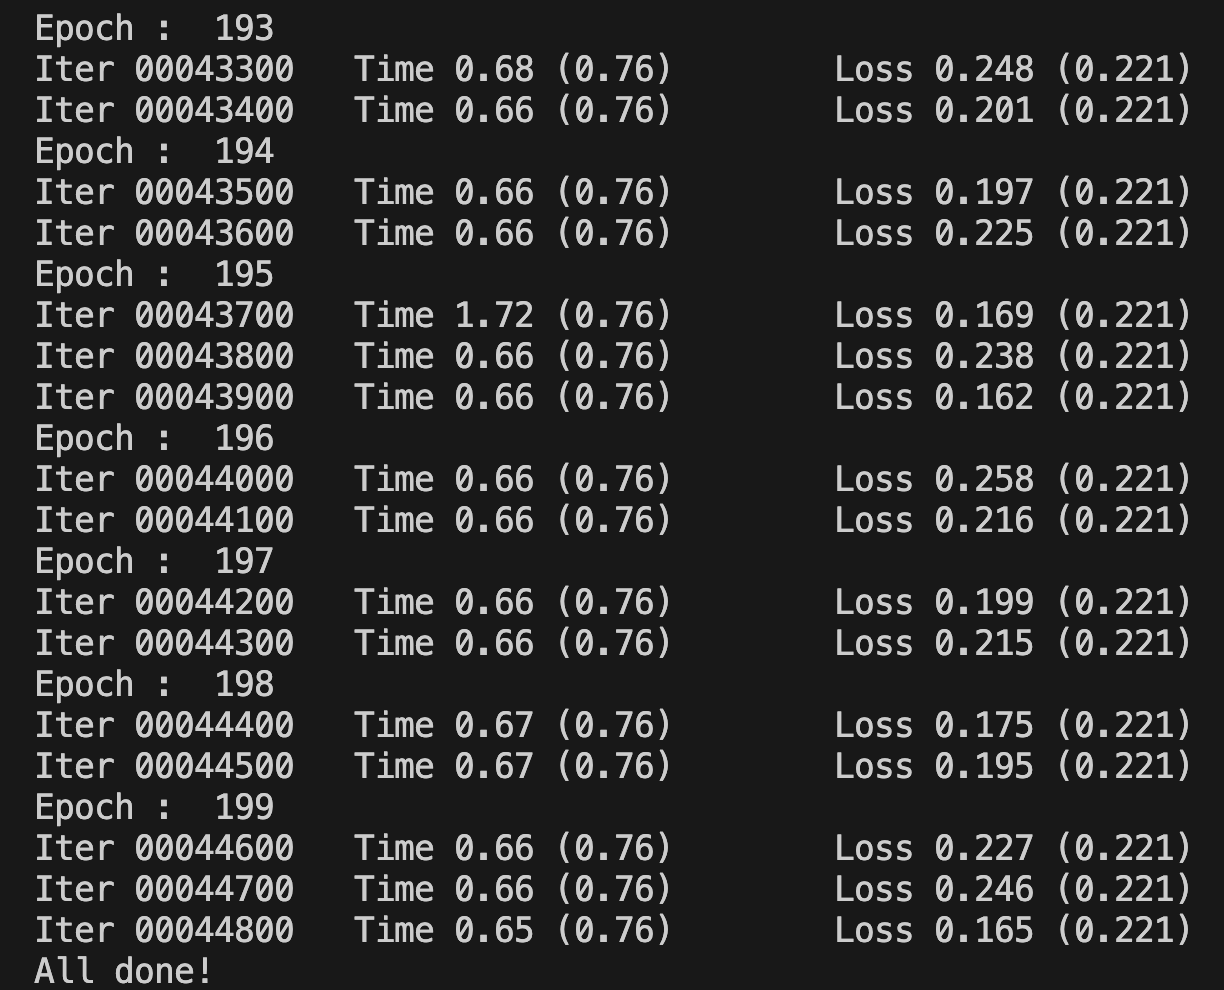 Epoch :  193
Iter 00043300   Time 0.68 (0.76)        Loss 0.248 (0.221)
Iter 00043400   Time 0.66 (0.76)        Loss 0.201 (0.221)
Epoch :  194
Iter 00043500   Time 0.66 (0.76)        Loss 0.197 (0.221)
Iter 00043600   Time 0.66 (0.76)        Loss 0.225 (0.221)
Epoch :  195
Iter 00043700   Time 1.72 (0.76)        Loss 0.169 (0.221)
Iter 00043800   Time 0.66 (0.76)        Loss 0.238 (0.221)
Iter 00043900   Time 0.66 (0.76)        Loss 0.162 (0.221)
Epoch :  196
Iter 00044000   Time 0.66 (0.76)        Loss 0.258 (0.221)
Iter 00044100   Time 0.66 (0.76)        Loss 0.216 (0.221)
Epoch :  197
Iter 00044200   Time 0.66 (0.76)        Loss 0.199 (0.221)
Iter 00044300   Time 0.66 (0.76)        Loss 0.215 (0.221)
Epoch :  198
Iter 00044400   Time 0.67 (0.76)        Loss 0.175 (0.221)
Iter 00044500   Time 0.67 (0.76)        Loss 0.195 (0.221)
Epoch :  199
Iter 00044600   Time 0.66 (0.76)        Loss 0.227 (0.221)
Iter 00044700   Time 0.66 (0.76)        Loss 0.246 (0.221)
Iter 00044800   Time 0.65 (0.76)        Loss 0.165 (0.221)
All done!